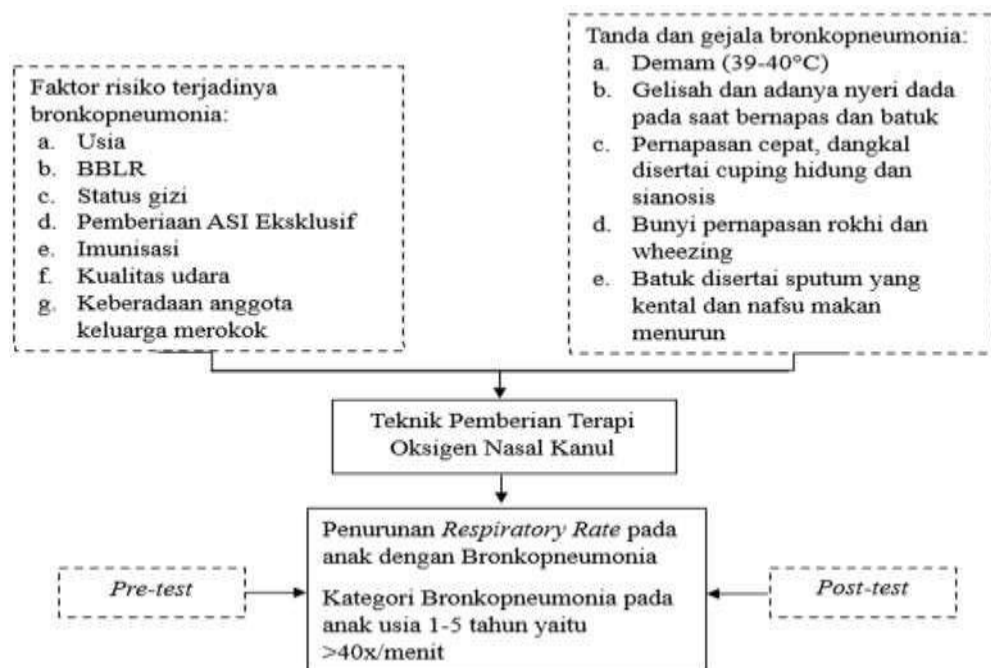 Faktor risiko terjadinya
bronkopneumonia:
a. Usia
b. BBLR
c. Status gizi
d. Pemberiaan ASI Eksklusif
e. Imunisasi
f. Kualitas udara
g. Keberadaan anggota
keluarga merokok
Tanda dan gejala bronkopneumonia:
a. Demam (39-40°C)
b. Gelisah dan adanya nyeri dada
pada saat bernapas dan batuk
c. Pernapasan cepat, dangkal
disertai cuping hidung dan
sianosis
d. Bunyi pernapasan rokhi dan
wheezing
e. Batuk disertai sputum yang
kental dan nafsu makan
menurun
Teknik Pemberian Terapi
Oksigen Nasal Kanul
Penurunan Respiratory Rate pada
anak dengan Bronkopneumonia
Kategori Bronkopneumonia pada
anak usia 1-5 tahun yaitu
>40x/menit
Pre-test
Post-test